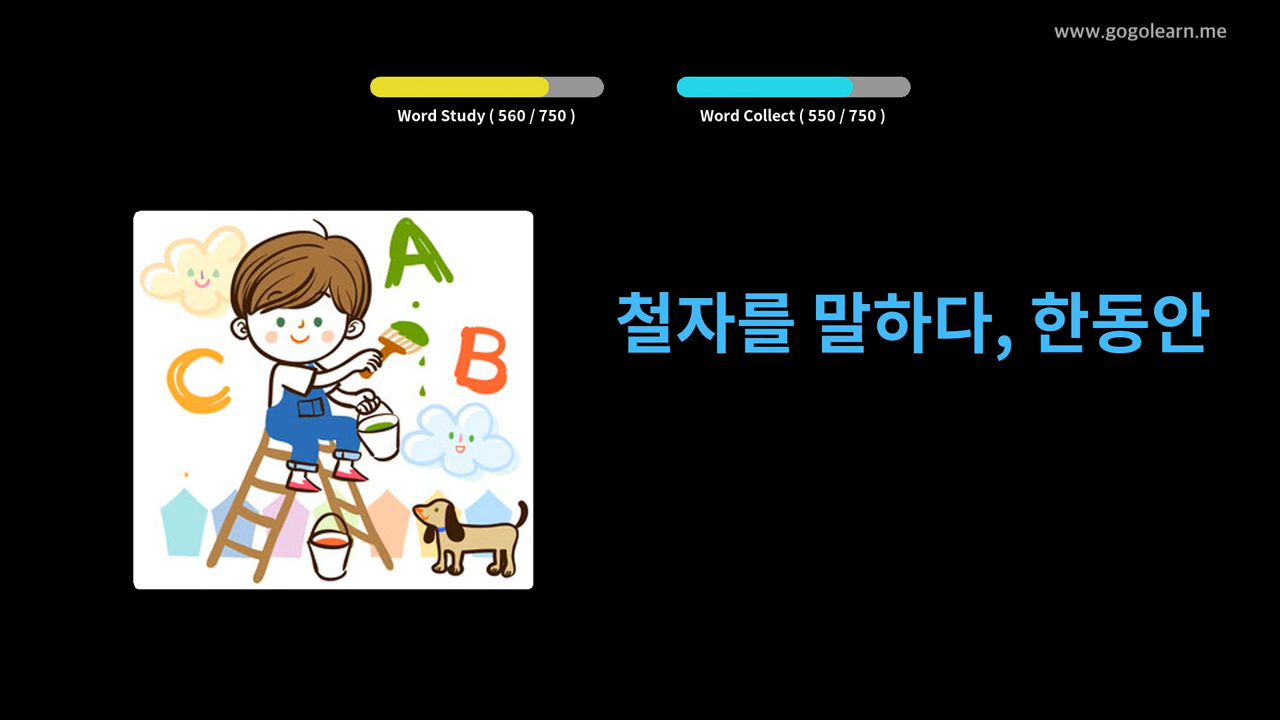 www.gogolearn.me
Word Study ( 560 / 750 )
Word Collect ( 550 / 750 )
A
B
C
철자를 말하다, 한동안